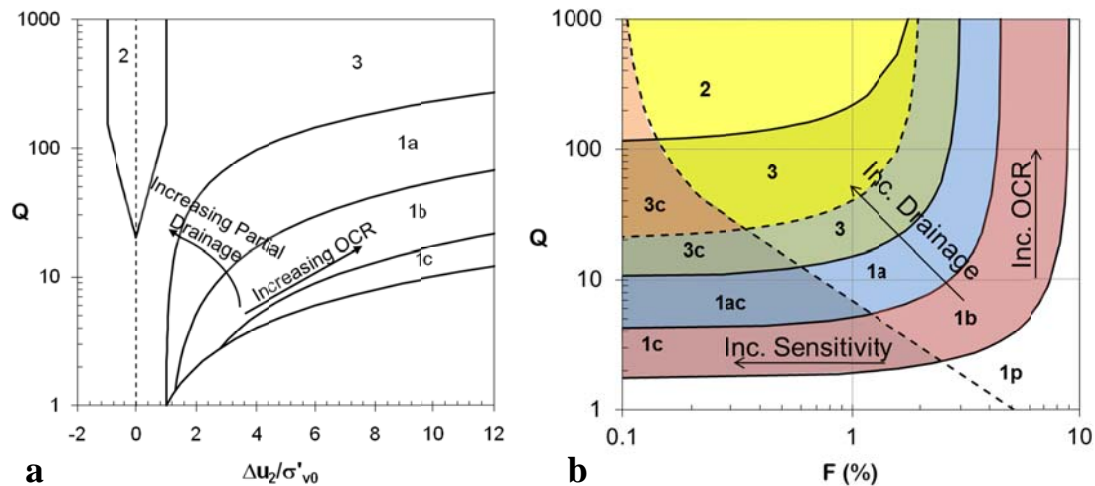 1000
100
10
1
Q
2
3
1a
1b
1c
Increasing Partial
Drainage
Increasing OCR
-2 0 2 4 6 8 10 12
Δu2/σ'v0
a
1000
100
10
1
Q
2
3
3c
3
3c
1a
1ac
1b
1c
1p
Inc. Drainage
Inc. OCR
Inc. Sensitivity
0.1 1 10
F (%)
b